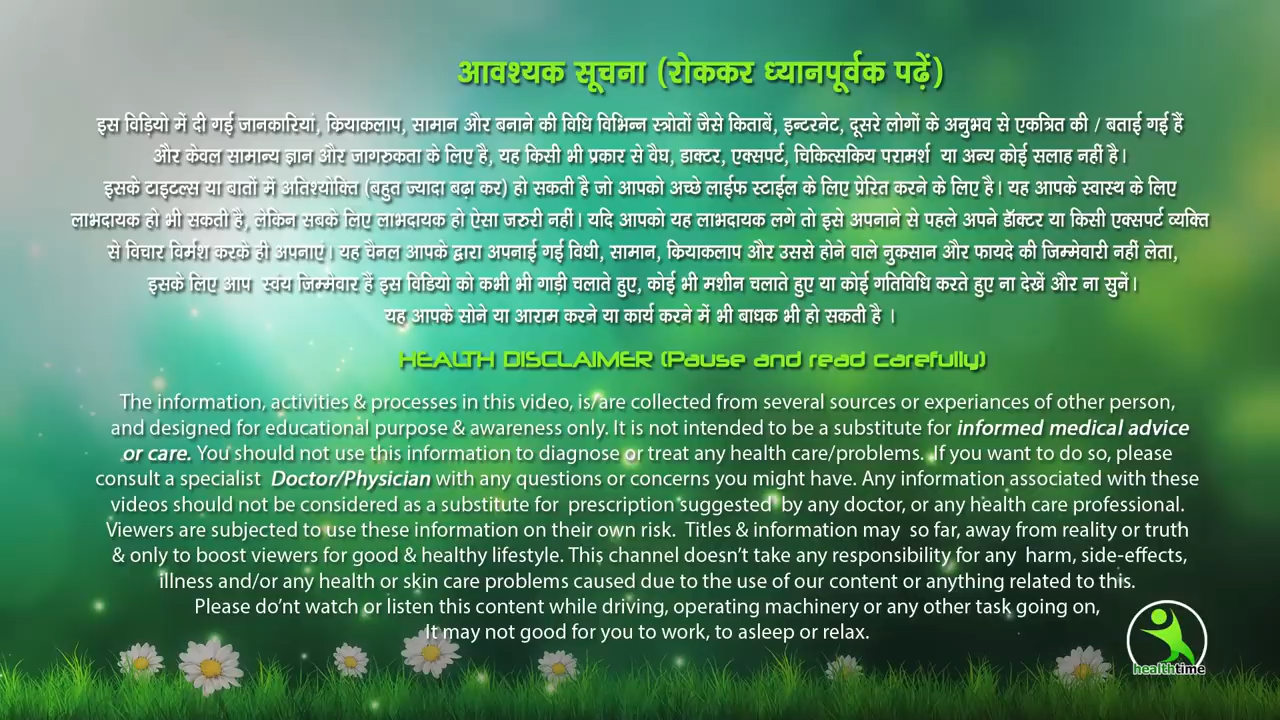 आवश्यक सूचना (रोककर ध्यानपूर्वक पढ़ें)
इस विड़ियो में दी गई जानकारियां, क्रियाकलाप, सामान और बनाने की विधि विभिन्न स्त्रोतों जैसे किताबें, इन्टरनेट, दूसरे लोगों के अनुभव से एकत्रित की / बताई गई हैं
और केवल सामान्य ज्ञान और जागरुकता के लिए है, यह किसी भी प्रकार से वैघ, डाक्टर, एक्सपर्ट, चिकित्सकिय परामर्श या अन्य कोई सलाह नहीं है।
इसके टाइटल्स या बातों में अतिश्योक्ति (बहुत ज्यादा बढ़ा कर) हो सकती है जो आपको अच्छे लाईफ स्टाईल के लिए प्रेरित करने के लिए है। यह आपके स्वास्थ के लिए
लाभदायक हो भी सकती है, लेकिन सबके लिए लाभदायक हो ऐसा जरुरी नहीं। यदि आपको यह लाभदायक लगे तो इसे अपनाने से पहले अपने डॉक्टर या किसी एक्सपर्ट व्यक्ति
से विचार विर्मश करके ही अपनाएं। यह चैनल आपके द्वारा अपनाई गई विधी, सामान, क्रियाकलाप और उससे होने वाले नुकसान और फायदे की जिम्मेवारी नहीं लेता,
इसके लिए आप स्वंय जिम्मेवार हैं इस विडियो को कभी भी गाड़ी चलाते हुए, कोई भी मशीन चलाते हुए या कोई गतिविधि करते हुए ना देखें और ना सुनें।
यह आपके सोने या आराम करने या कार्य करने में भी बाधक भी हो सकती है ।
HEALTH DISCLAIMER (Pause and read carefully)
The information, activities & processes in this video, is/are collected from several sources or experiances of other person,
and designed for educational purpose & awareness only. It is not intended to be a substitute for informed medical advice
or care. You should not use this information to diagnose or treat any health care/problems. If you want to do so, please
consult a specialist Doctor/Physician with any questions or concerns you might have. Any information associated with these
videos should not be considered as a substitute for prescription suggested by any doctor, or any health care professional.
Viewers are subjected to use these information on their own risk. Titles & information may so far, away from reality or truth
& only to boost viewers for good & healthy lifestyle. This channel doesn't take any responsibility for any harm, side-effects,
illness and/or any health or skin care problems caused due to the use of our content or anything related to this.
Please do'nt watch or listen this content while driving, operating machinery or any other task going on,
It may not good for you to work, to asleep or relax.
healthtime